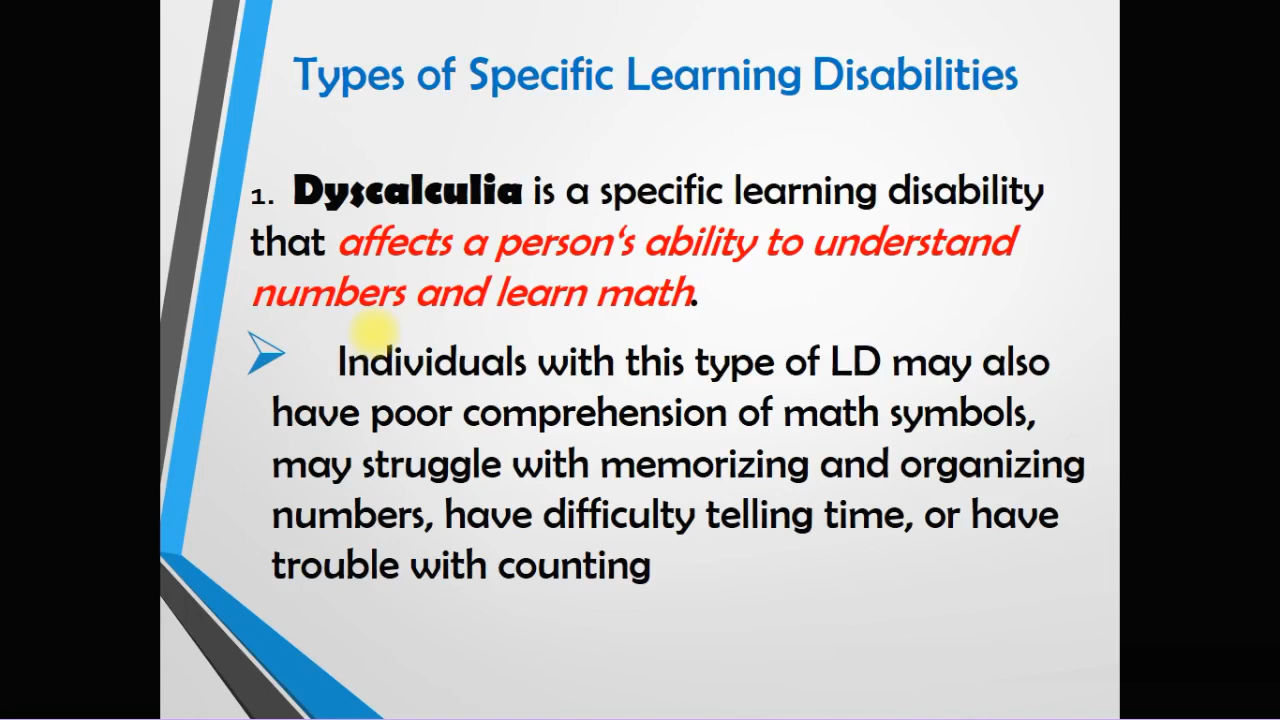 Types of Specific Learning Disabilities
1. Dyscalculia is a specific learning disability
that affects a person‘s ability to understand
numbers and learn math.
Individuals with this type of LD may also
have poor comprehension of math symbols,
may struggle with memorizing and organizing
numbers, have difficulty telling time, or have
trouble with counting